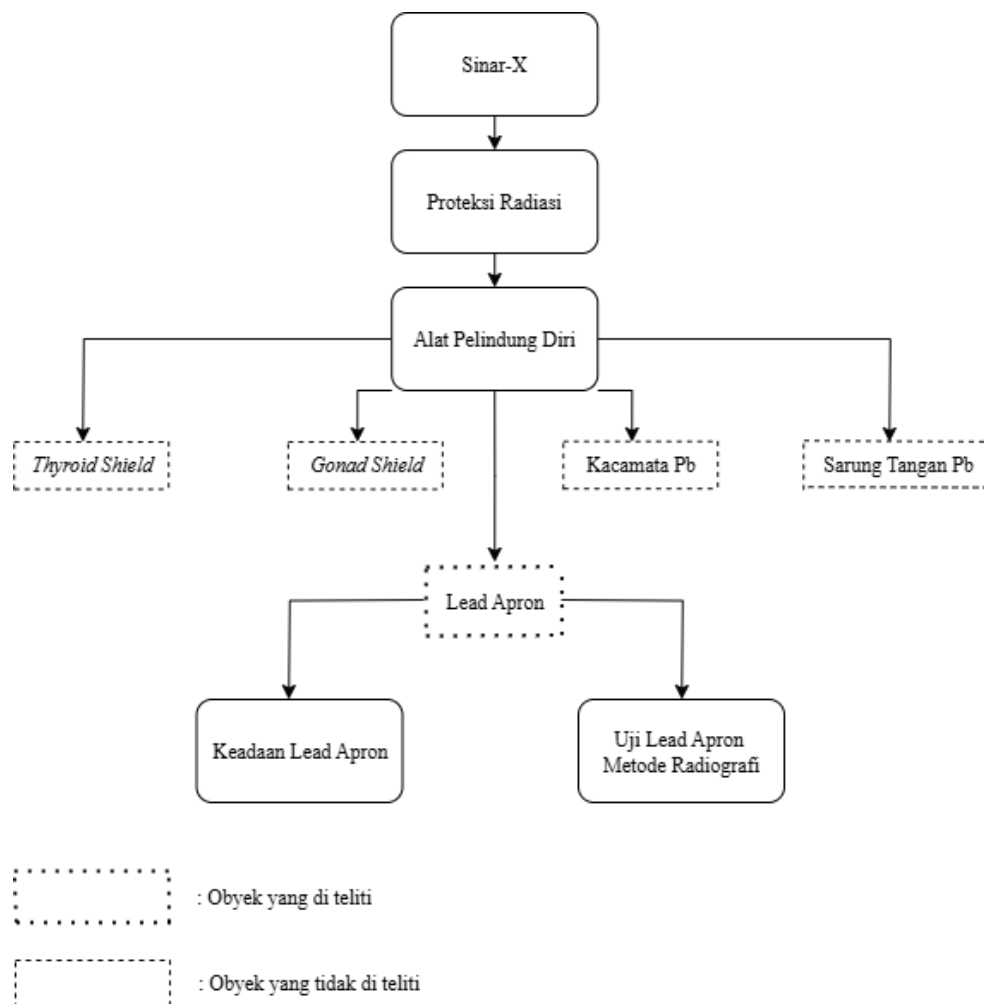 Sinar-X
Proteksi Radiasi
Alat Pelindung Diri
Thyroid Shield
Gonad Shield
Kacamata Pb
Sarung Tangan Pb
Lead Apron
Keadaan Lead Apron
Uji Lead Apron
Metode Radiografi
: Obyek yang di teliti
: Obyek yang tidak di teliti